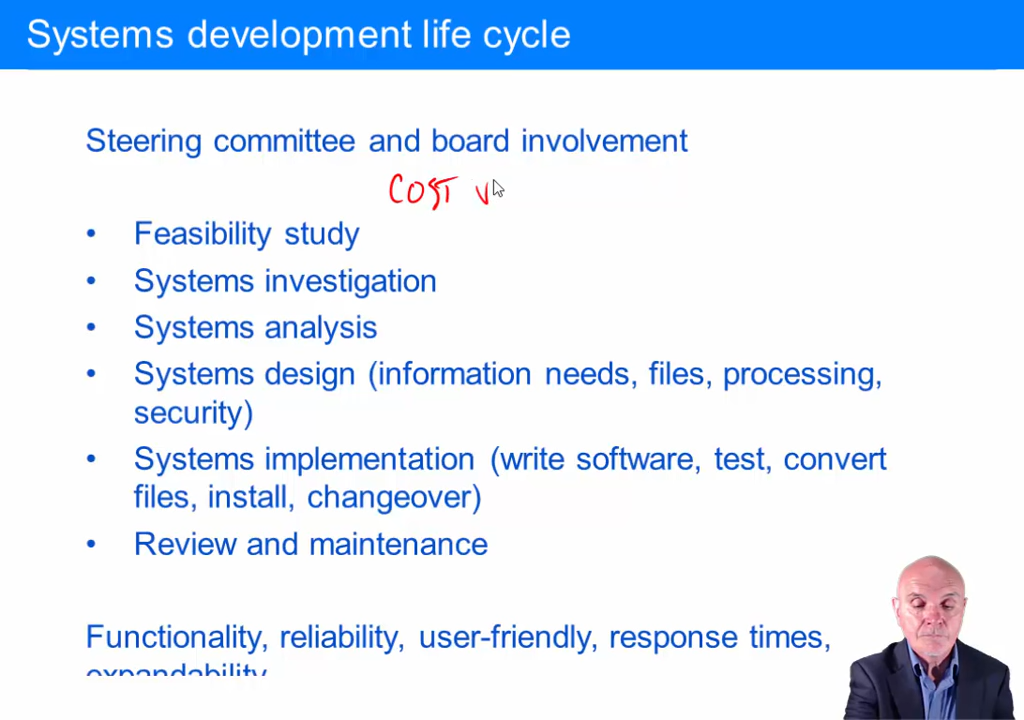 Systems development life cycle
Steering committee and board involvement
COST v
• Feasibility study
• Systems investigation
• Systems analysis
• Systems design (information needs, files, processing,
security)
• Systems implementation (write software, test, convert
files, install, changeover)
• Review and maintenance
Functionality, reliability, user-friendly, response times,
expandability